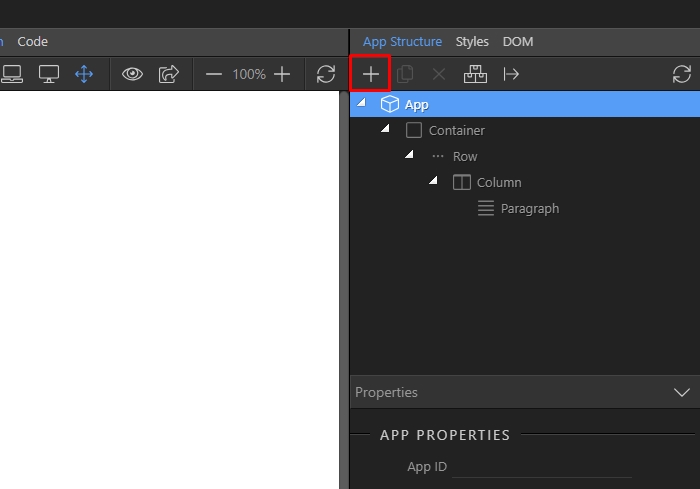 Code
App Structure Styles DOM
100%
App
Container
Row
Column
Paragraph
Properties
APP PROPERTIES
App ID